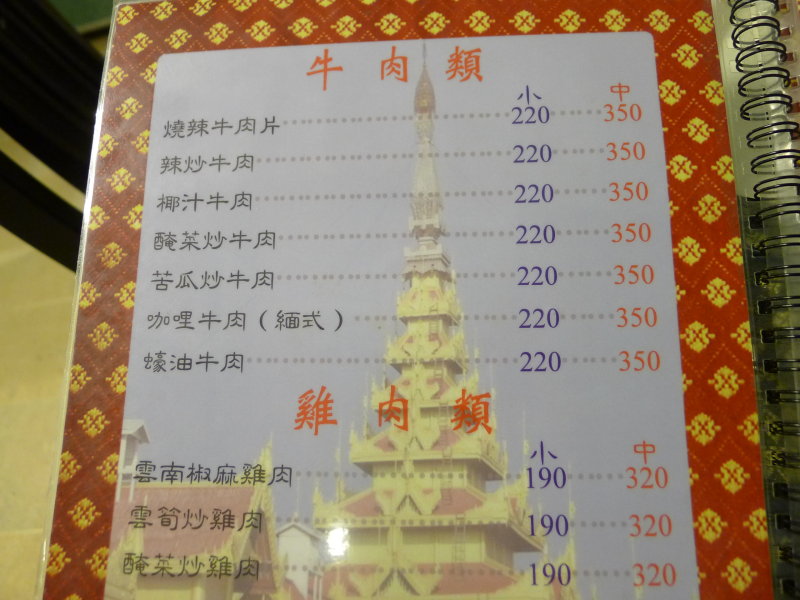 牛肉類
小 中
燒辣牛肉片 220 350
辣炒牛肉 220 350
椰汁牛肉 220 350
醃菜炒牛肉 220 350
苦瓜炒牛肉 220 350
咖哩牛肉(緬式) 220 350
蠔油牛肉 220 350
雞肉類
小 中
雲南椒麻雞肉 190 320
雲筍炒雞肉 190 320
醃菜炒雞肉 190 320